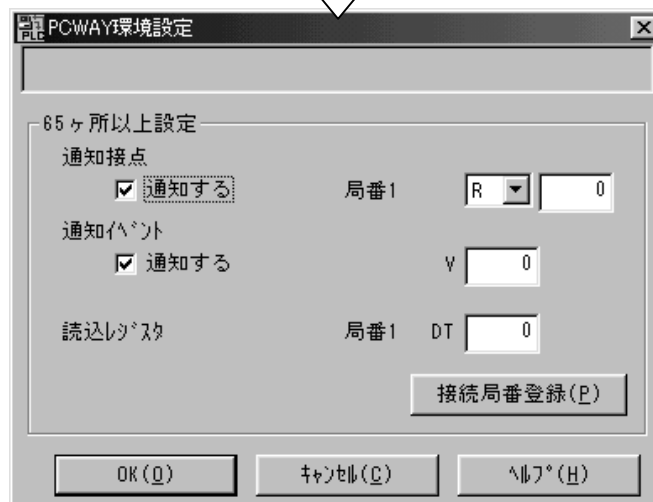 PCWAY環境設定
65ヶ所以上設定
通知接点
通知する 局番1 R 0
通知ｲﾍﾞﾝﾄ
通知する V 0
読込ﾚｼﾞｽﾀ 局番1 DT 0
接続局番登録(P)
OK(O) ｷｬﾝｾﾙ(C) ﾍﾙﾌﾟ(H)